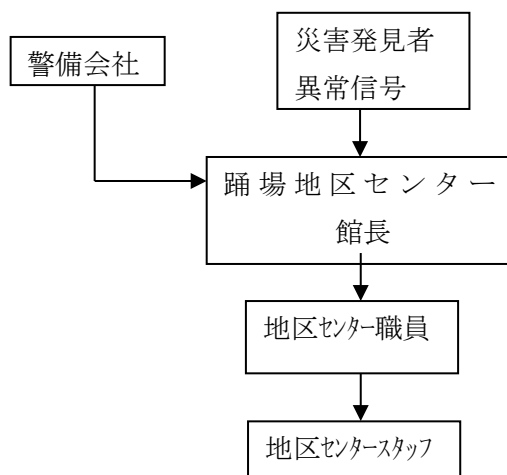 警備会社
災害発見者
異常信号
踊場地区センター
館長
地区センター職員
地区センタースタッフ